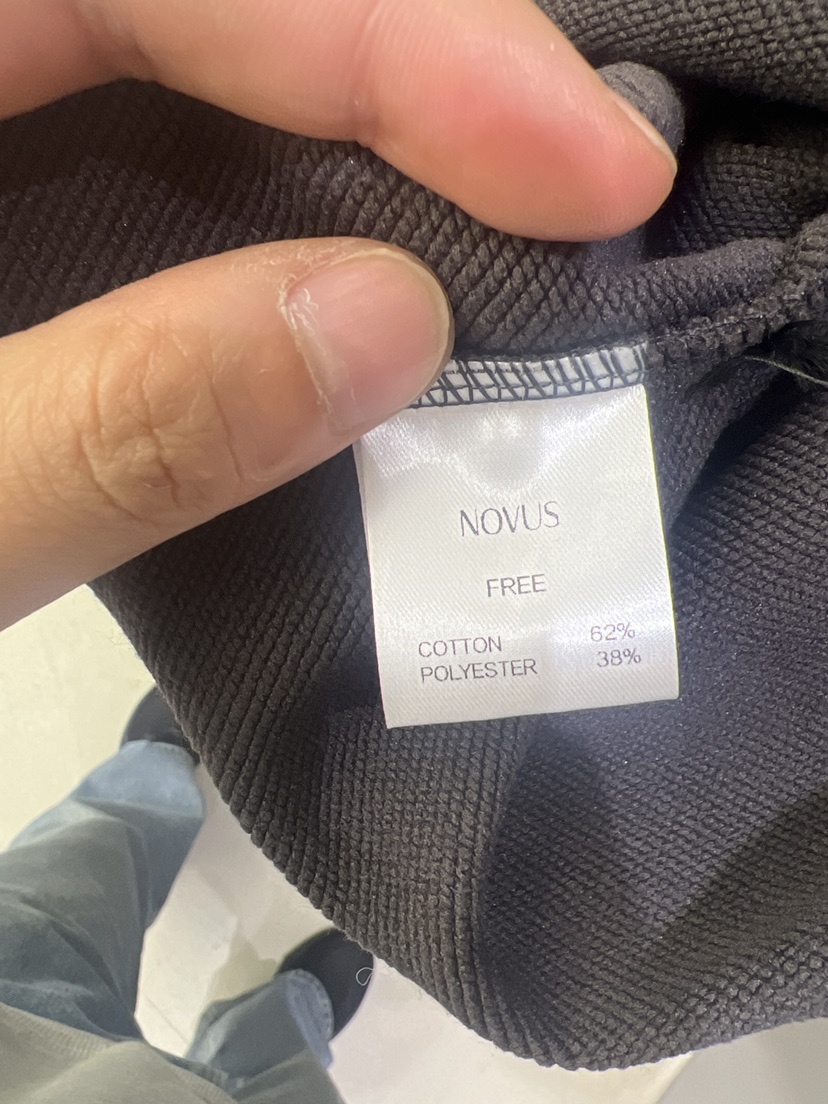 NOVUS
FREE
COTTON 62%
POLYESTER 38%